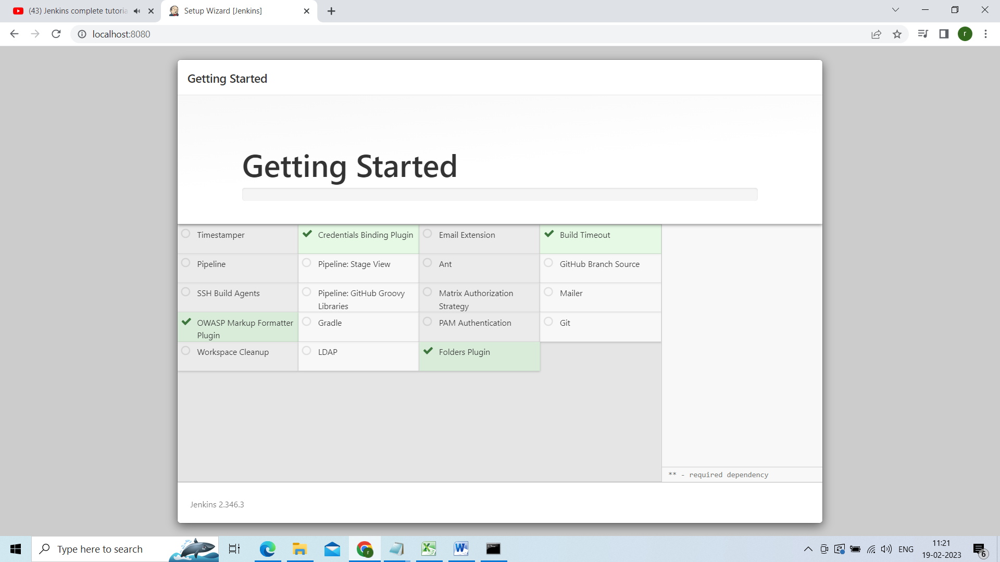 (43) Jenkins complete tutoria
Setup Wizard [Jenkins]
localhost:8080
r
Getting Started
Getting Started
Timestamper
Credentials Binding Plugin
Email Extension
Build Timeout
Pipeline
Pipeline: Stage View
Ant
GitHub Branch Source
SSH Build Agents
Pipeline: GitHub Groovy
Libraries
Matrix Authorization
Strategy
Mailer
OWASP Markup Formatter
Plugin
Gradle
PAM Authentication
Git
Workspace Cleanup
LDAP
Folders Plugin
** - required dependency
Jenkins 2.346.3
Type here to search
r
ENG
11:21
19-02-2023
6